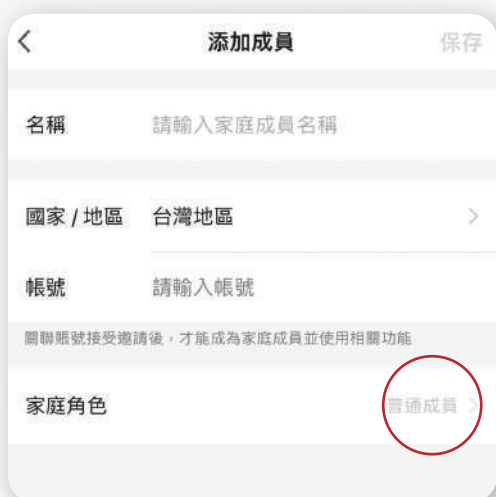 添加成員 保存
名稱 請輸入家庭成員名稱
國家 / 地區 台灣地區
帳號 請輸入帳號
關聯賬號接受邀請後，才能成為家庭成員並使用相關功能
家庭角色 普通成員